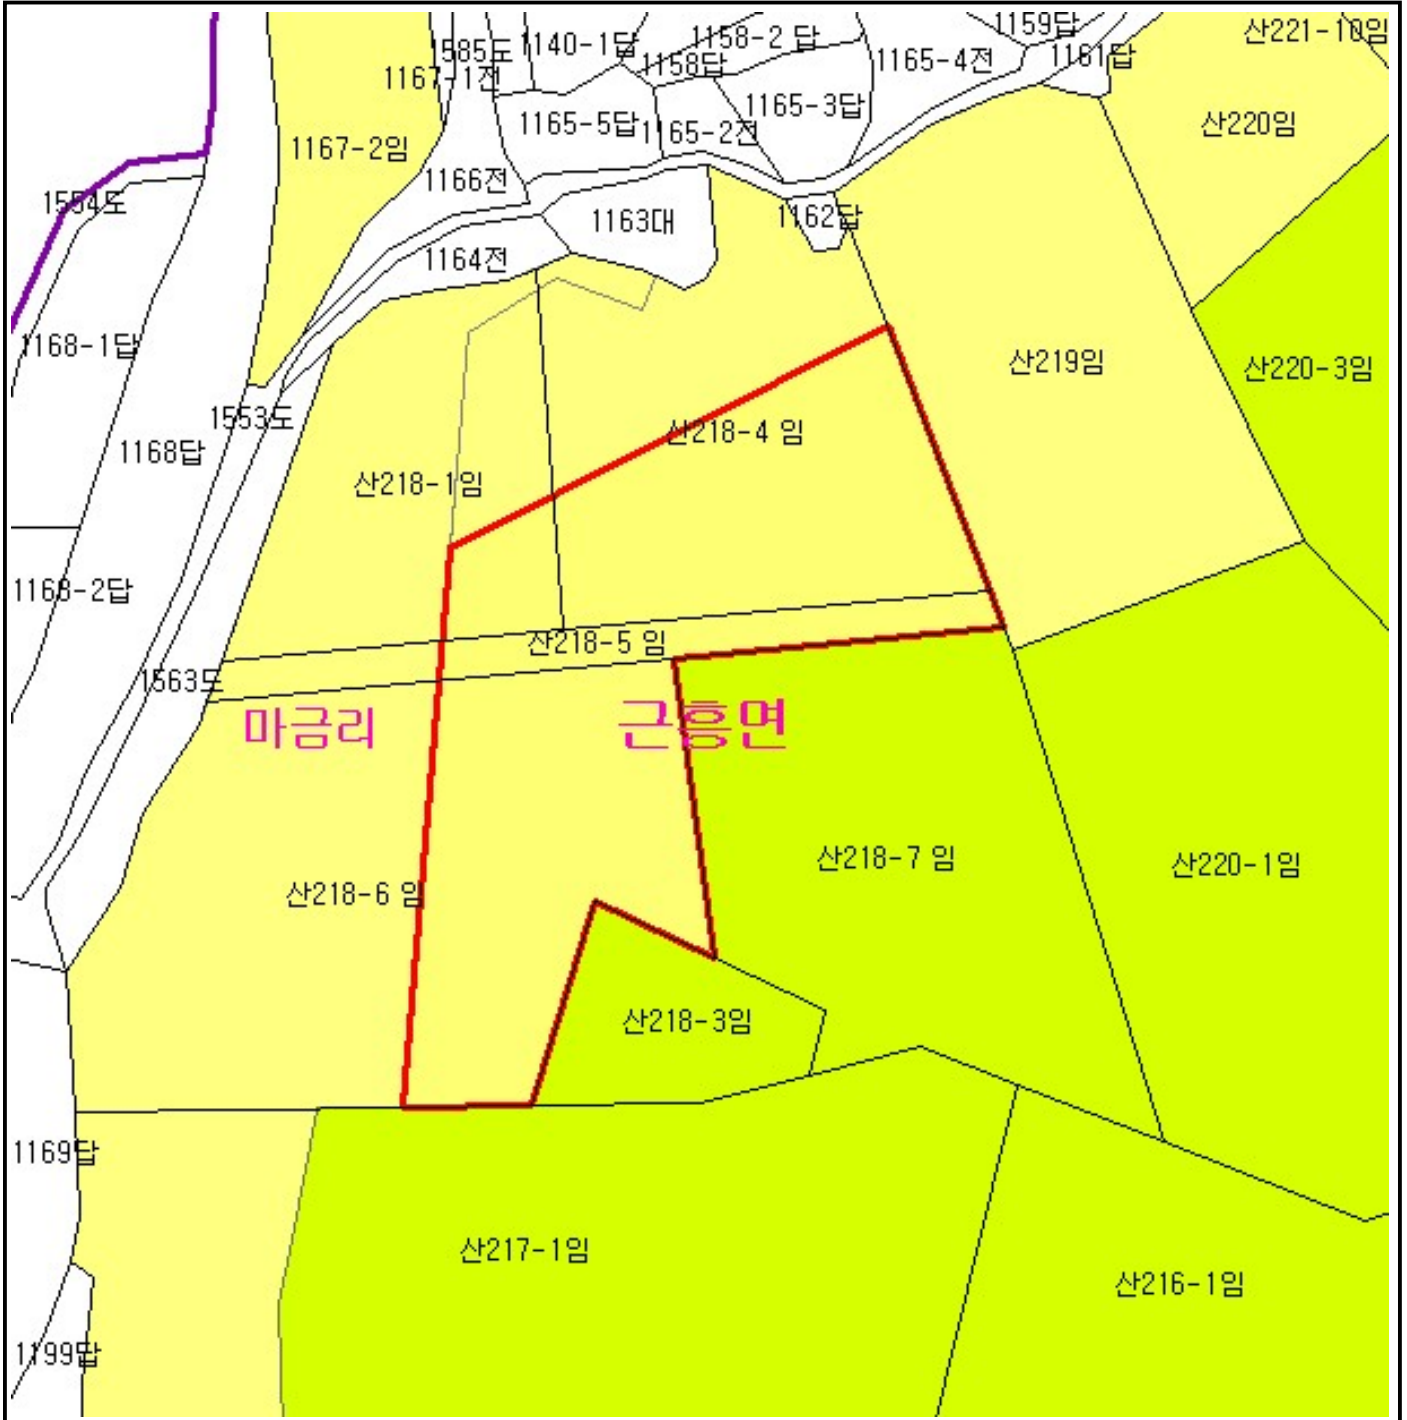 1159답
산221-10임
585도
1140-1답
1158-2 답
1158답
1165-4전
1161답
1167-1전
1165-3답
1165-5답
1165-2전
산220임
1167-2임
1166전
1554도
1163대
1162답
1164전
1168-1답
산219임
산220-3임
1553도
산218-4 임
1168답
산218-1임
1168-2답
산218-5 임
1563도
마금리
근흥면
산218-7 임
산220-1임
산218-6 임
산218-3임
1169답
산217-1임
산216-1임
1199답